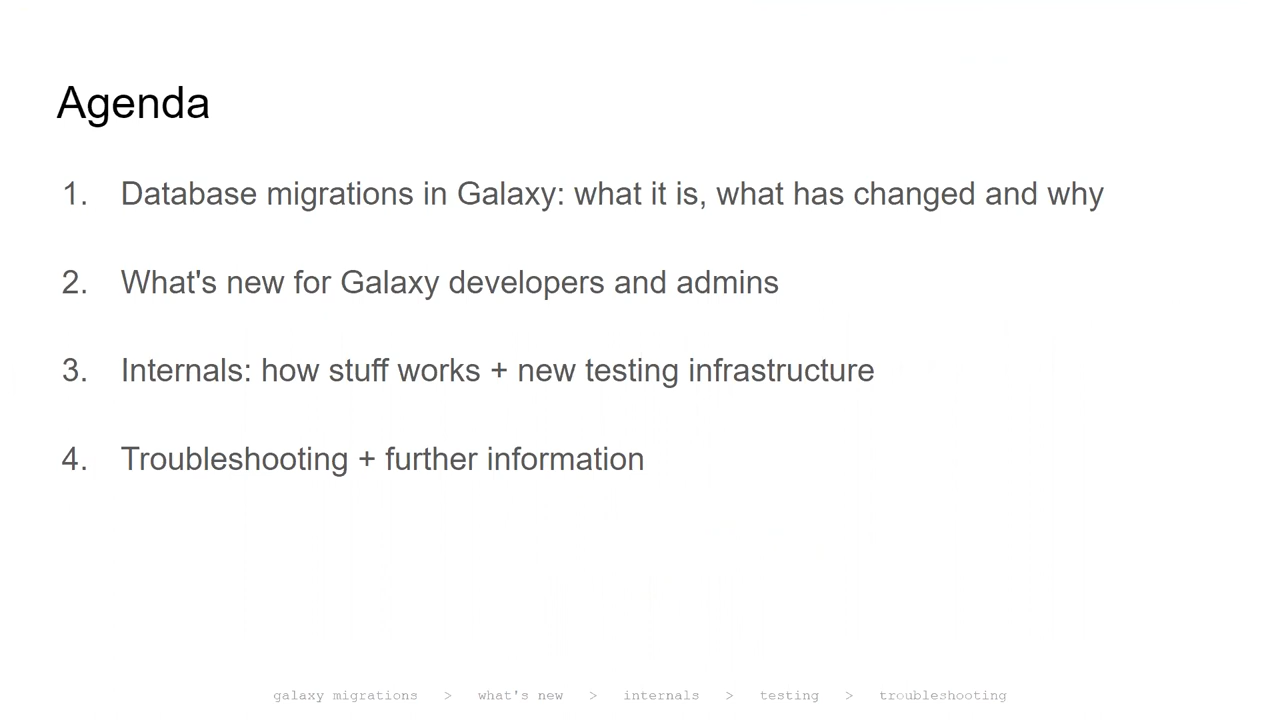 Agenda
1. Database migrations in Galaxy: what it is, what has changed and why
2. What's new for Galaxy developers and admins
3. Internals: how stuff works + new testing infrastructure
4. Troubleshooting + further information
galaxy migrations > what's new > internals > testing > troubleshooting